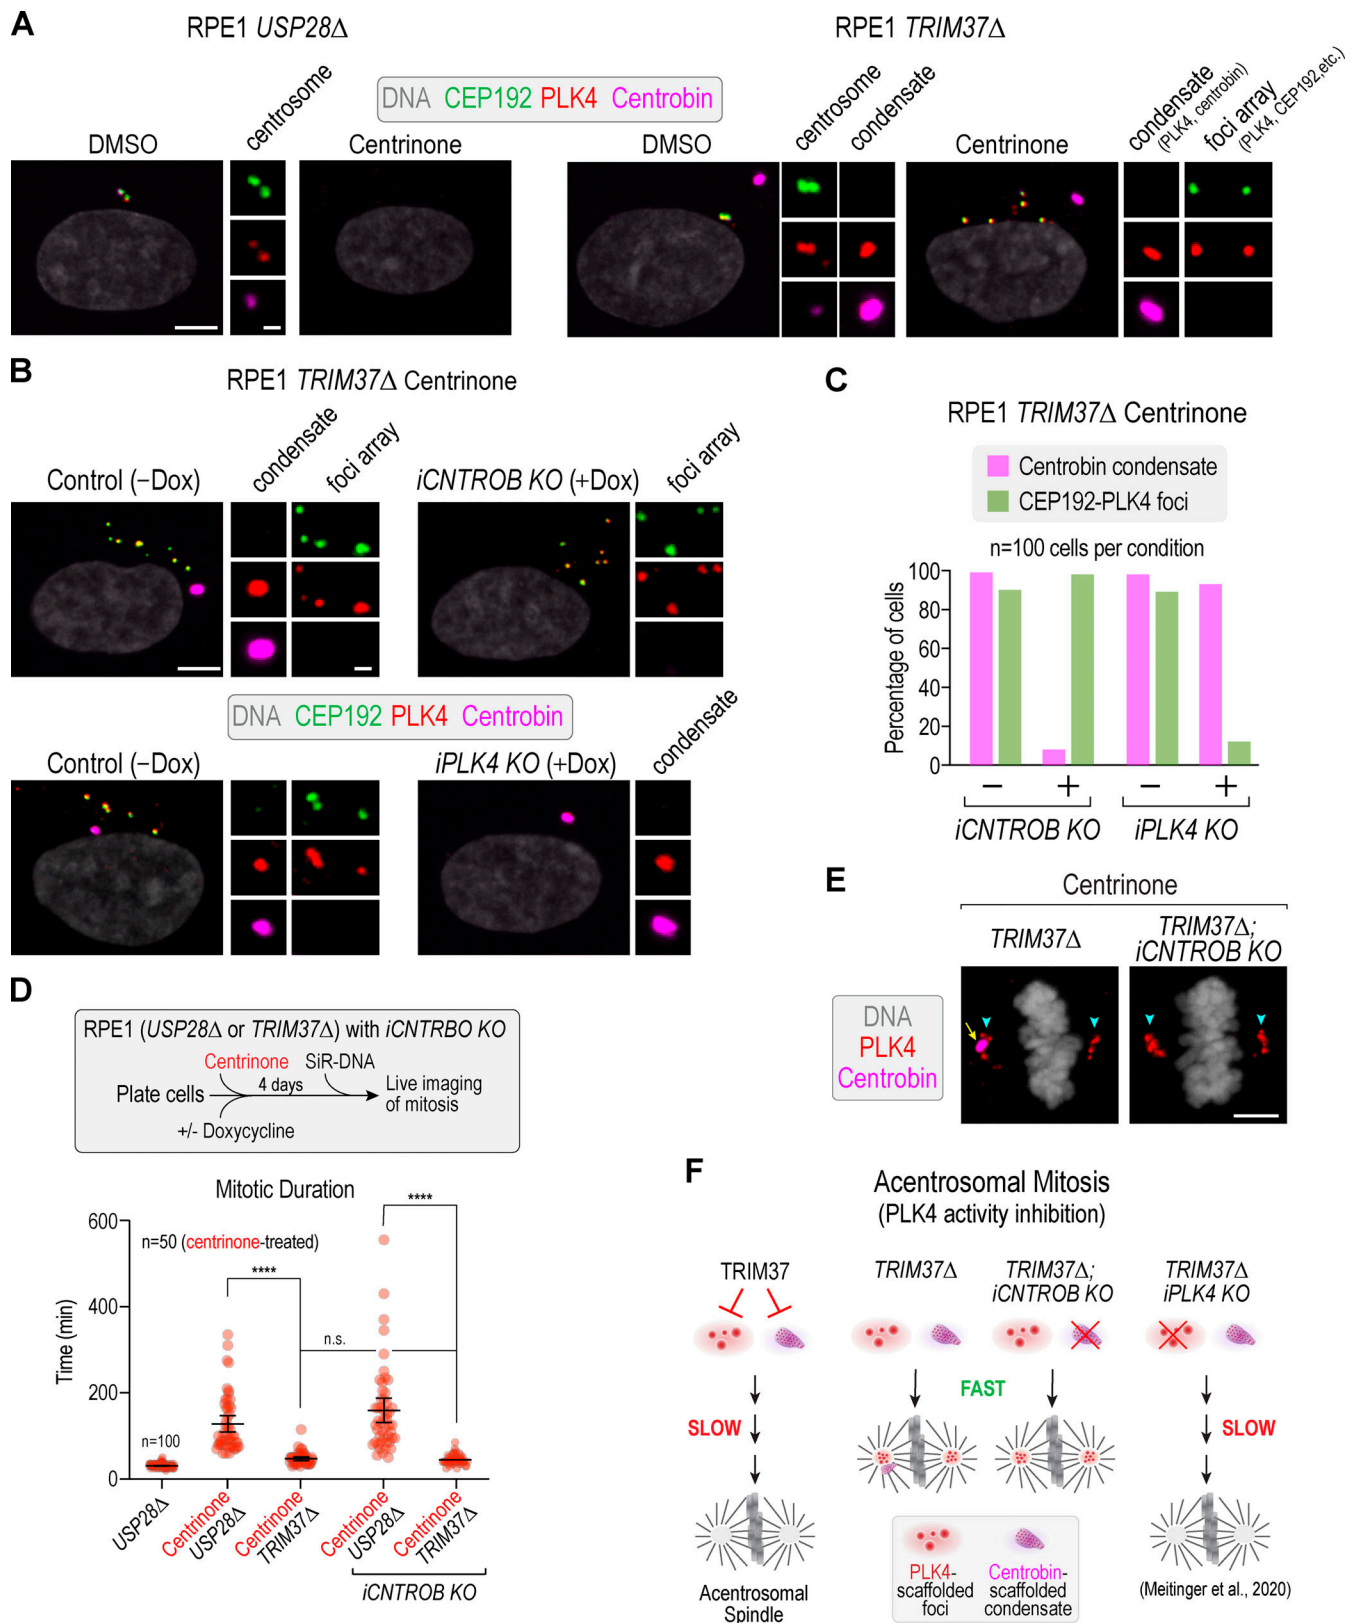 A
RPE1 USP28Δ
RPE1 TRIM37Δ
DNA CEP192 PLK4 Centrobin
DMSO
centrosome
Centrinone
DMSO
centrosome
condensate
Centrinone
condensate
(PLK4, centrobin)
foci array
(PLK4, CEP192,etc.)
B
RPE1 TRIM37Δ Centrinone
Control (−Dox)
condensate
foci array
iCNTROB KO (+Dox)
foci array
DNA CEP192 PLK4 Centrobin
Control (−Dox)
iPLK4 KO (+Dox)
condensate
C
RPE1 TRIM37Δ Centrinone
Centrobin condensate
CEP192-PLK4 foci
n=100 cells per condition
Percentage of cells
100
80
60
40
20
0
− + − +
iCNTROB KO
iPLK4 KO
D
RPE1 (USP28Δ or TRIM37Δ) with iCNTRBO KO
Centrinone
SiR-DNA
Plate cells
4 days
Live imaging
of mitosis
+/- Doxycycline
Mitotic Duration
Time (min)
600
400
200
0
n=50 (centrinone-treated)
****
****
n.s.
n=100
USP28Δ
Centrinone
USP28Δ
Centrinone
TRIM37Δ
Centrinone
USP28Δ
Centrinone
TRIM37Δ
iCNTROB KO
E
Centrinone
TRIM37Δ
TRIM37Δ;
iCNTROB KO
DNA
PLK4
Centrobin
F
Acentrosomal Mitosis
(PLK4 activity inhibition)
TRIM37
TRIM37Δ
TRIM37Δ;
iCNTROB KO
TRIM37Δ
iPLK4 KO
FAST
SLOW
SLOW
Acentrosomal
Spindle
PLK4-
scaffolded
foci
Centrobin-
scaffolded
condensate
(Meitinger et al., 2020)